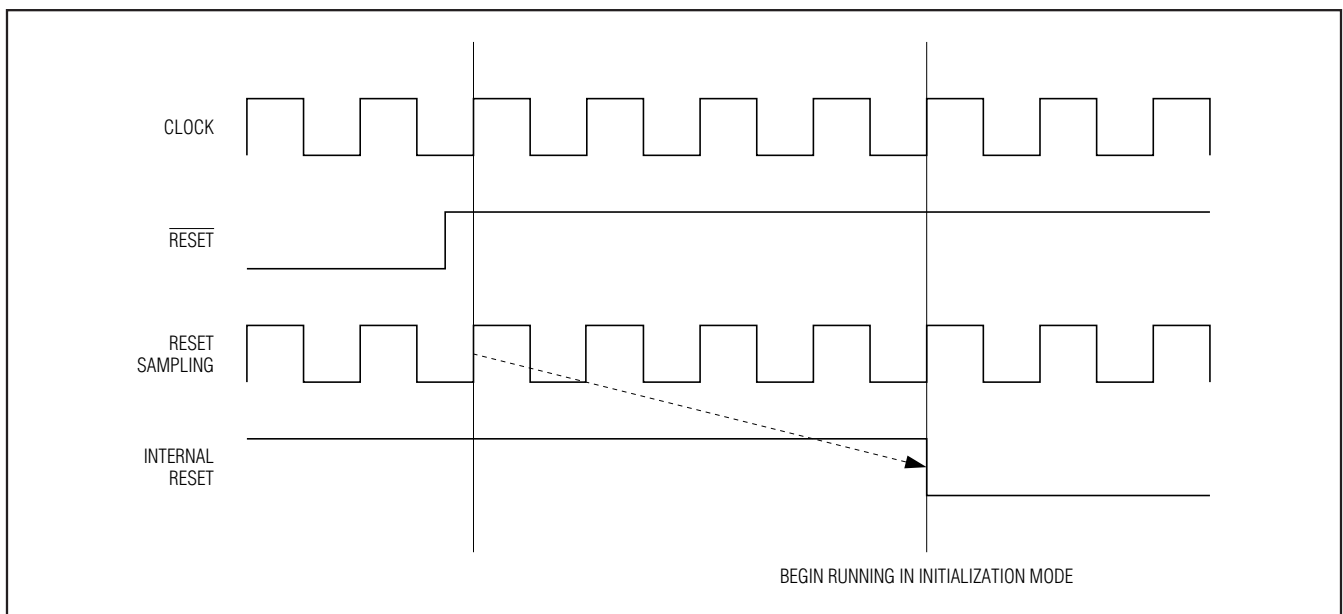 CLOCK
RESET
RESET
SAMPLING
INTERNAL
RESET
BEGIN RUNNING IN INITIALIZATION MODE